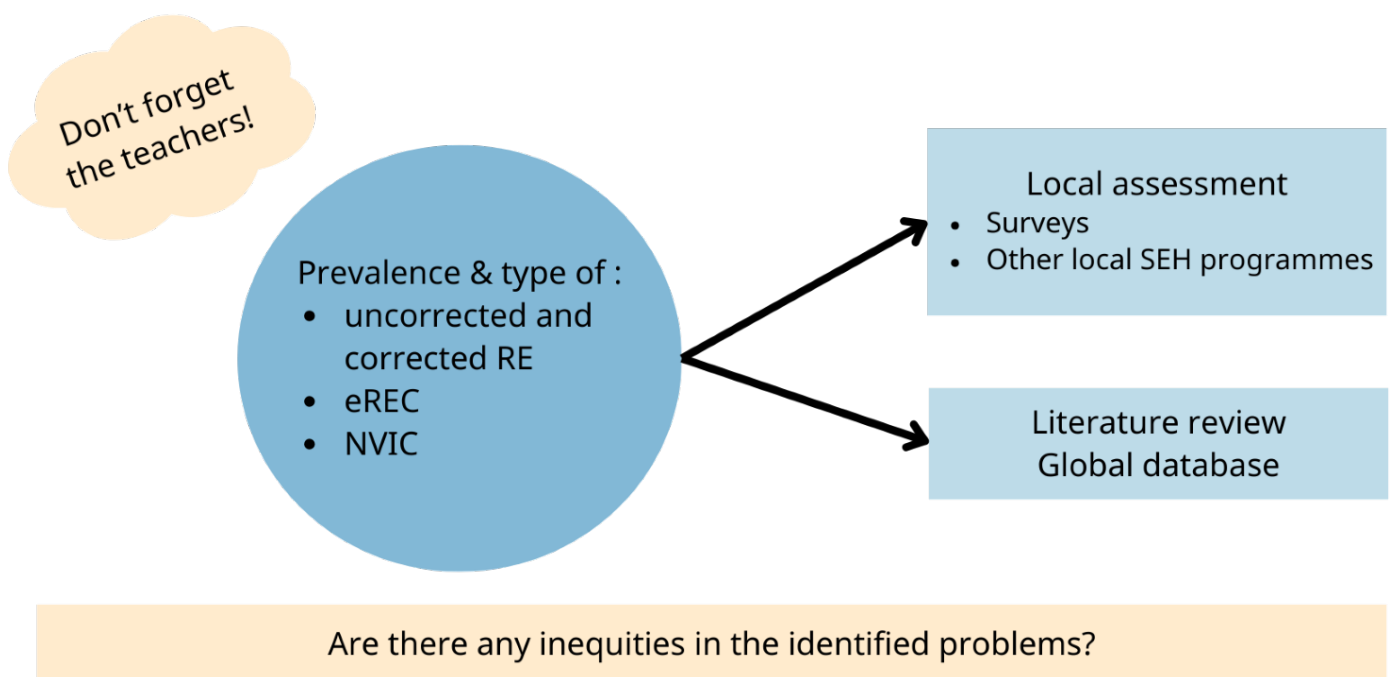 Don't forget
the teachers!
Prevalence & type of :
• uncorrected and
corrected RE
• eREC
• NVIC
Local assessment
• Surveys
• Other local SEH programmes
Literature review
Global database
Are there any inequities in the identified problems?